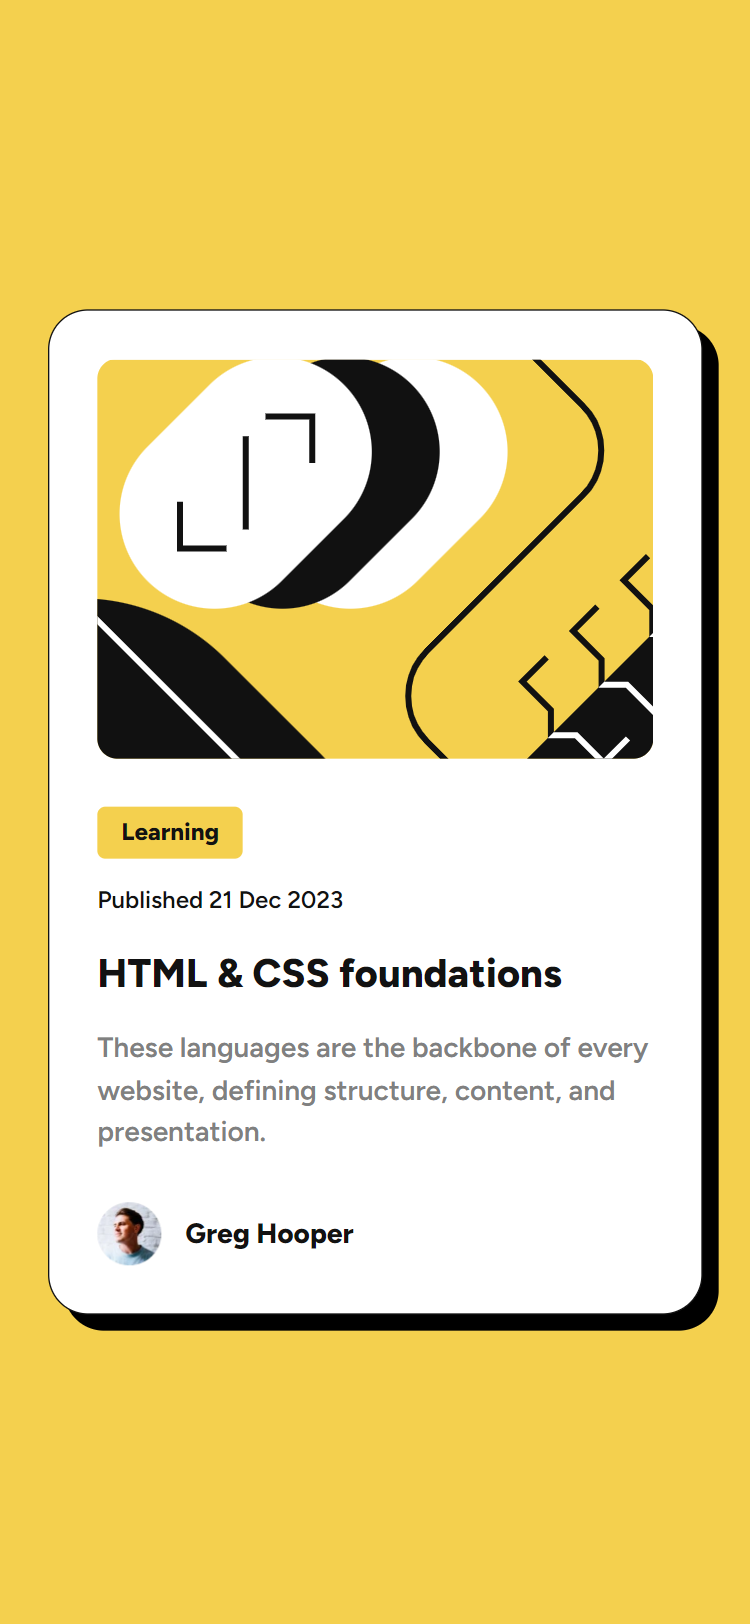 Learning
Published 21 Dec 2023
HTML & CSS foundations
These languages are the backbone of every
website, defining structure, content, and
presentation.
Greg Hooper